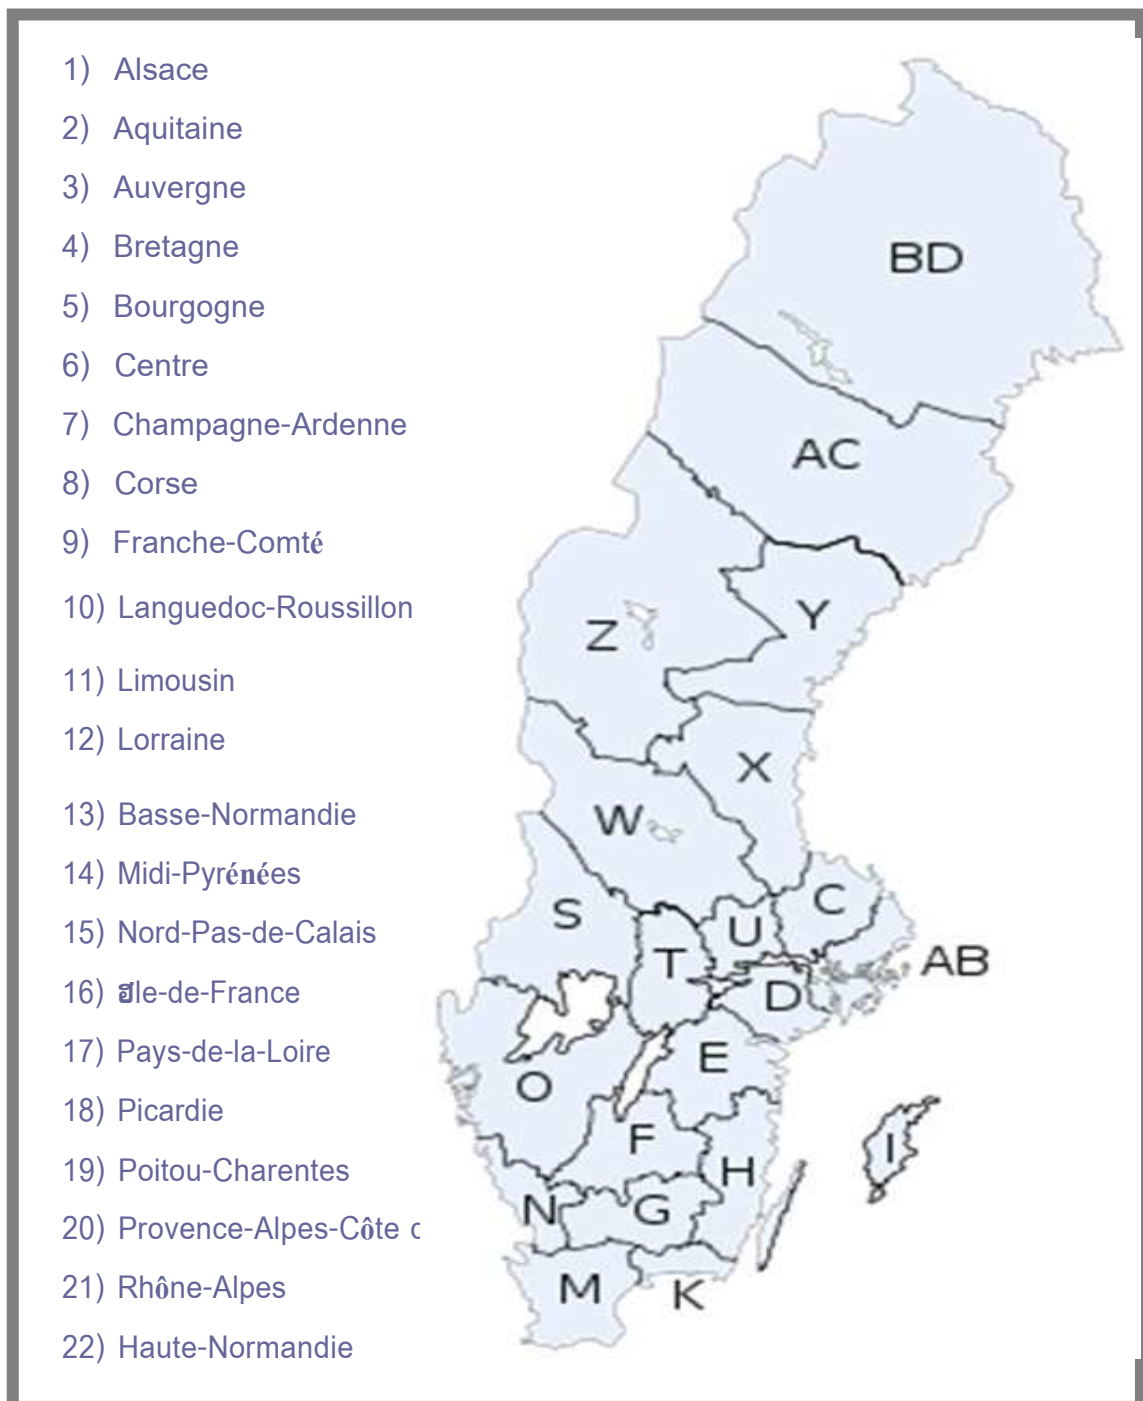 1) Alsace
2) Aquitaine
3) Auvergne
4) Bretagne
5) Bourgogne
6) Centre
7) Champagne-Ardenne
8) Corse
9) Franche-Comté
10) Languedoc-Roussillon
11) Limousin
12) Lorraine
13) Basse-Normandie
14) Midi-Pyrénées
15) Nord-Pas-de-Calais
16) ฮle-de-France
17) Pays-de-la-Loire
18) Picardie
19) Poitou-Charentes
20) Provence-Alpes-Côte
21) Rhône-Alpes
22) Haute-Normandie
BD
AC
Y
Z
X
W
S
C
U
T
AB
D
E
O
F
I
H
N
G
M
K